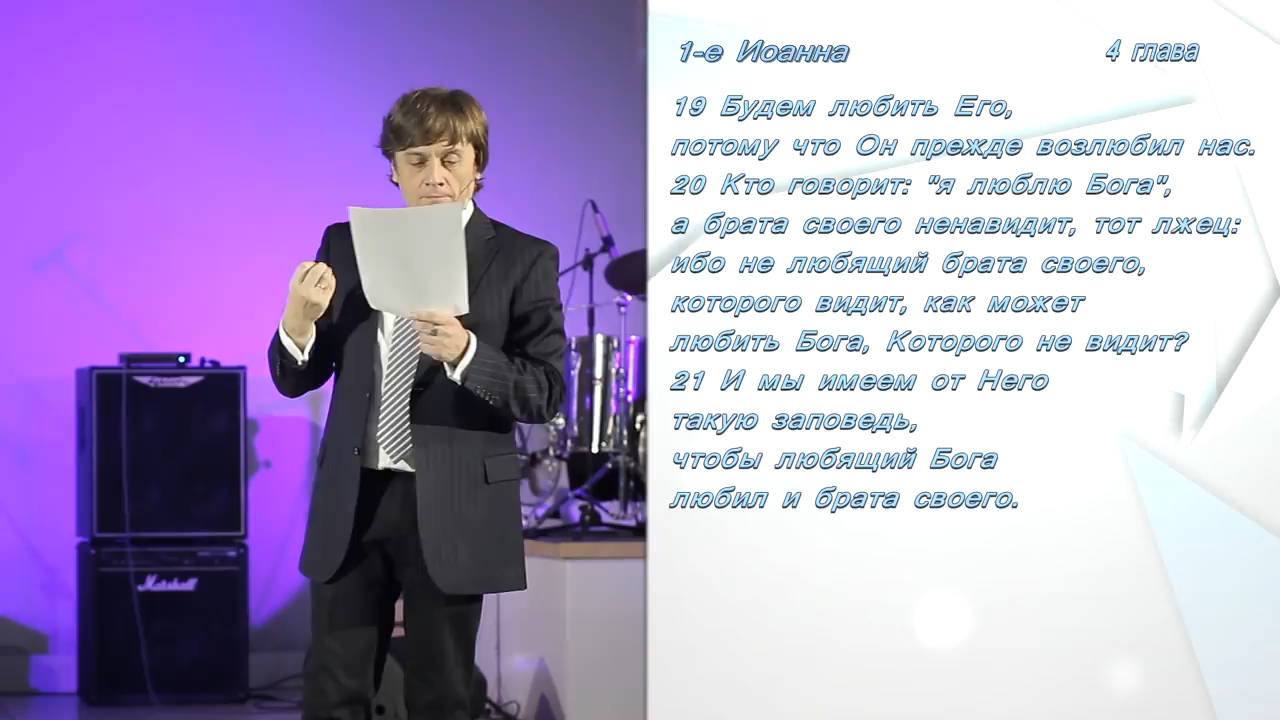 1-е Иоанна 4 глава
19 Будем любить Его,
потому что Он прежде возлюбил нас.
20 Кто говорит: "я люблю Бога",
а брата своего ненавидит, тот лжец:
ибо не любящий брата своего,
которого видит, как может
любить Бога, Которого не видит?
21 И мы имеем от Него
такую заповедь,
чтобы любящий Бога
любил и брата своего.
Marshall